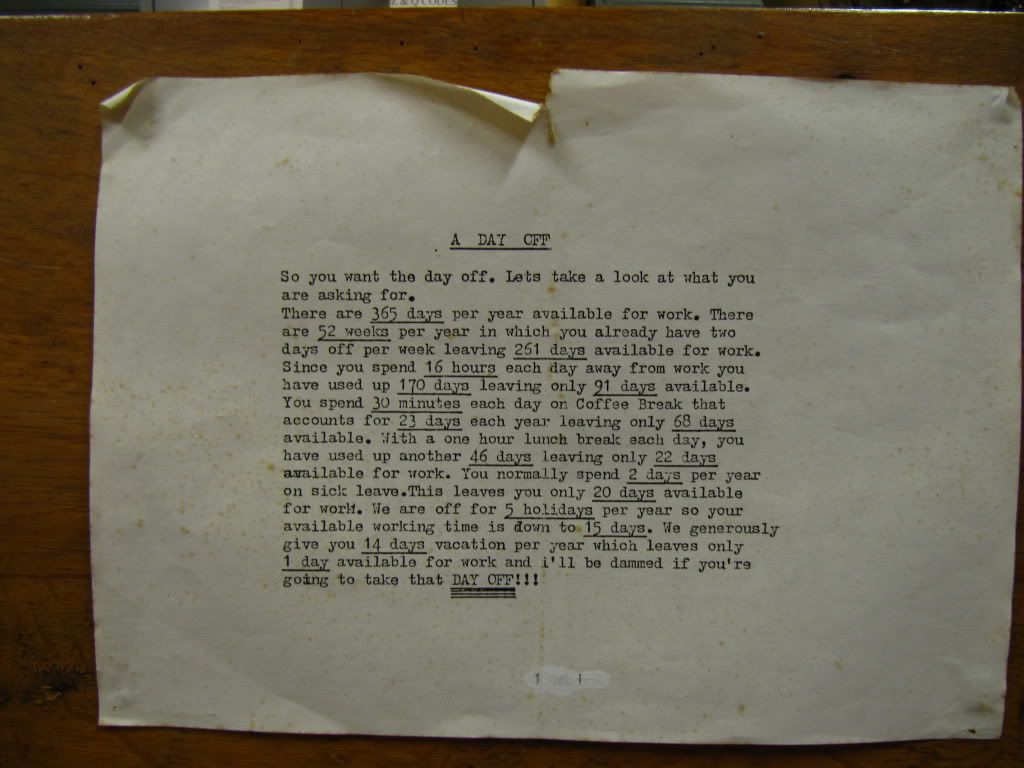 Z & Q CODES
A DAY OFF
So you want the day off. Lets take a look at what you
are asking for.
There are 365 days per year available for work. There
are 52 weeks per year in which you already have two
days off per week leaving 261 days available for work.
Since you spend 16 hours each day away from work you
have used up 170 days leaving only 91 days available.
You spend 30 minutes each day on Coffee Break that
accounts for 23 days each year leaving only 68 days
available. With a one hour lunch break each day, you
have used up another 46 days leaving only 22 days
available for work. You normally spend 2 days per year
on sick leave.This leaves you only 20 days available
for work. We are off for 5 holidays per year so your
available working time is down to 15 days. We generously
give you 14 days vacation per year which leaves only
1 day available for work and i'll be dammed if you're
going to take that DAY OFF!!!